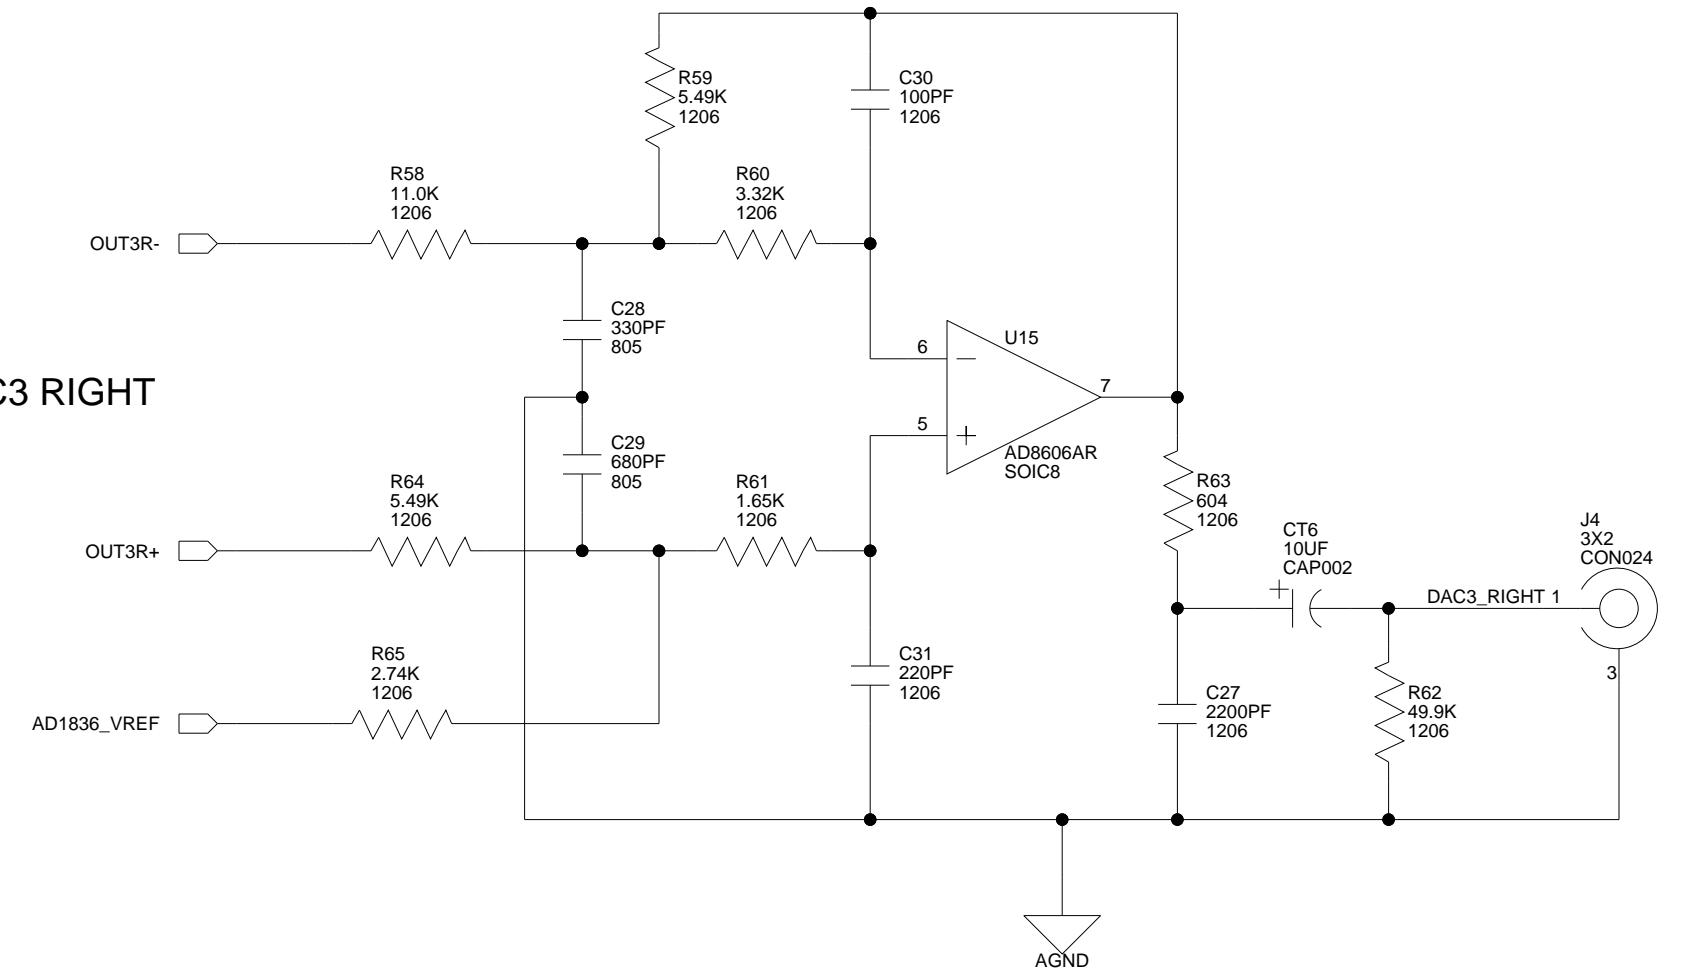 R59
5.49K
1206
C30
100PF
1206
R58
11.0K
1206
R60
3.32K
1206
OUT3R-
C28
330PF
805
U15
6
7
C3 RIGHT
5
C29
680PF
805
AD8606AR
SOIC8
R64
5.49K
1206
R61
1.65K
1206
R63
604
1206
OUT3R+
CT6
10UF
CAP002
J4
3X2
CON024
DAC3_RIGHT 1
R65
2.74K
1206
C31
220PF
1206
3
C27
2200PF
1206
R62
49.9K
1206
AD1836_VREF
AGND